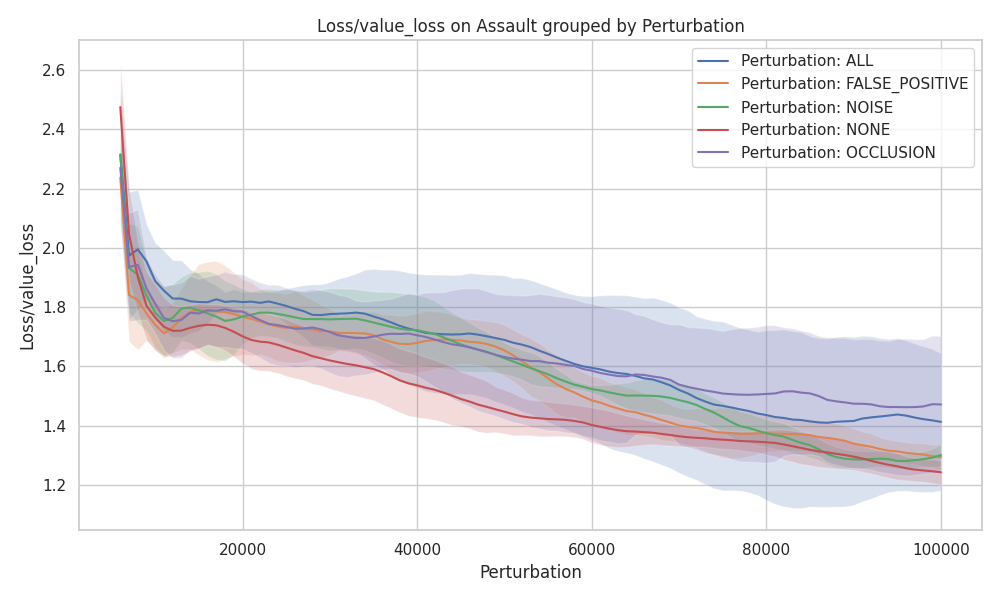 Loss/value_loss on Assault grouped by Perturbation
Perturbation: ALL
Perturbation: FALSE_POSITIVE
Perturbation: NOISE
Perturbation: NONE
Perturbation: OCCLUSION
Loss/value_loss
2.6
2.4
2.2
2.0
1.8
1.6
1.4
1.2
20000 40000 60000 80000 100000
Perturbation